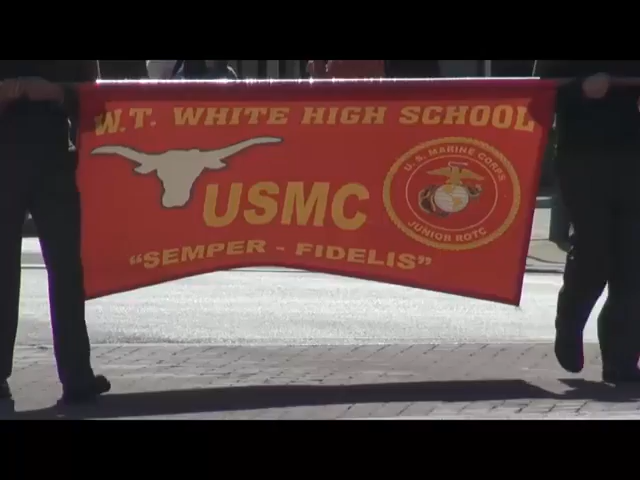 W.T. WHITE HIGH SCHOOL
USMC
U.S. MARINE CORPS
JUNIOR ROTC
"SEMPER - FIDELIS"